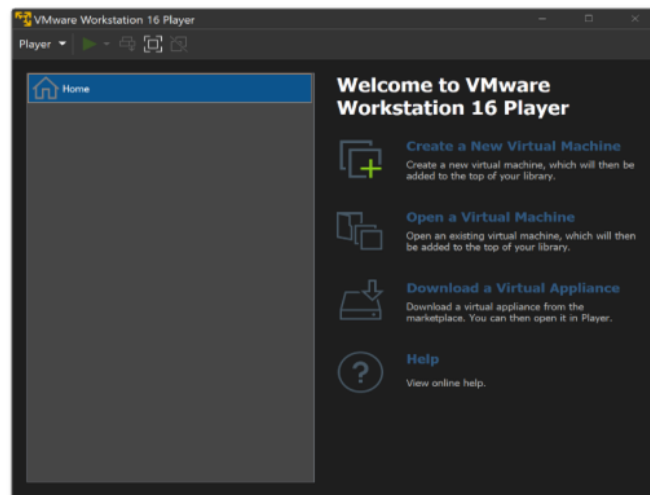 VMware Workstation 16 Player
Player
Home
Welcome to VMware
Workstation 16 Player
Create a New Virtual Machine
Create a new virtual machine, which will then be
added to the top of your library.
Open a Virtual Machine
Open an existing virtual machine, which will then
be added to the top of your library.
Download a Virtual Appliance
Download a virtual appliance from the
marketplace. You can then open it in Player.
Help
View online help.